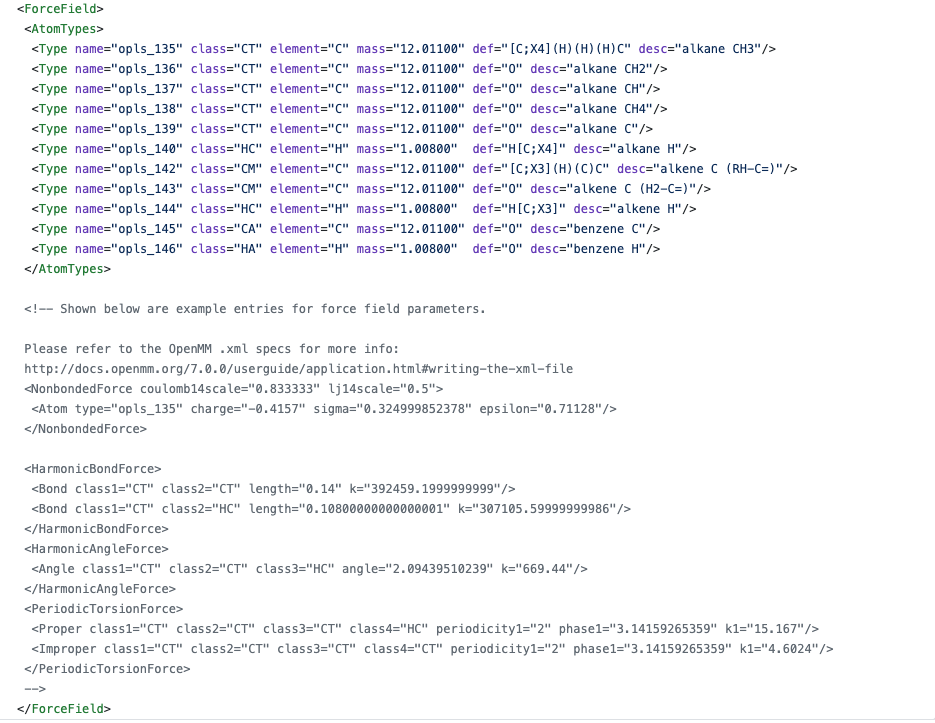 <ForceField>
<AtomTypes>
<Type name="opls_135" class="CT" element="C" mass="12.01100" def="[C;X4](H)(H)(H)C" desc="alkane CH3"/>
<Type name="opls_136" class="CT" element="C" mass="12.01100" def="O" desc="alkane CH2"/>
<Type name="opls_137" class="CT" element="C" mass="12.01100" def="O" desc="alkane CH"/>
<Type name="opls_138" class="CT" element="C" mass="12.01100" def="O" desc="alkane CH4"/>
<Type name="opls_139" class="CT" element="C" mass="12.01100" def="O" desc="alkane C"/>
<Type name="opls_140" class="HC" element="H" mass="1.00800"  def="H[C;X4]" desc="alkane H"/>
<Type name="opls_142" class="CM" element="C" mass="12.01100" def="[C;X3](H)(C)C" desc="alkene C (RH-C=)"/>
<Type name="opls_143" class="CM" element="C" mass="12.01100" def="O" desc="alkene C (H2-C=)"/>
<Type name="opls_144" class="HC" element="H" mass="1.00800"  def="H[C;X3]" desc="alkene H"/>
<Type name="opls_145" class="CA" element="C" mass="12.01100" def="O" desc="benzene C"/>
<Type name="opls_146" class="HA" element="H" mass="1.00800"  def="O" desc="benzene H"/>
</AtomTypes>
<!-- Shown below are example entries for force field parameters.
Please refer to the OpenMM .xml specs for more info:
http://docs.openmm.org/7.0.0/userguide/application.html#writing-the-xml-file
<NonbondedForce coulomb14scale="0.833333" lj14scale="0.5">
<Atom type="opls_135" charge="-0.4157" sigma="0.324999852378" epsilon="0.71128"/>
</NonbondedForce>
<HarmonicBondForce>
<Bond class1="CT" class2="CT" length="0.14" k="392459.1999999999"/>
<Bond class1="CT" class2="HC" length="0.10800000000000001" k="307105.59999999986"/>
</HarmonicBondForce>
<HarmonicAngleForce>
<Angle class1="CT" class2="CT" class3="HC" angle="2.09439510239" k="669.44"/>
</HarmonicAngleForce>
<PeriodicTorsionForce>
<Proper class1="CT" class2="CT" class3="CT" class4="HC" periodicity1="2" phase1="3.14159265359" k1="15.167"/>
<Improper class1="CT" class2="CT" class3="CT" class4="CT" periodicity1="2" phase1="3.14159265359" k1="4.6024"/>
</PeriodicTorsionForce>
-->
</ForceField>